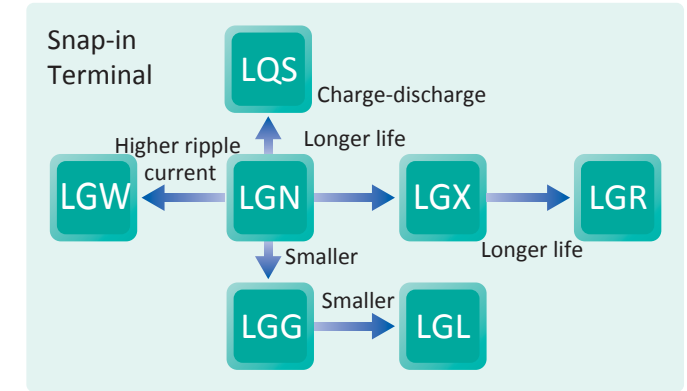 Snap-in
Terminal
LQS
Charge-discharge
Higher ripple
current
Longer life
LGW
LGN
LGX
LGR
Longer life
Smaller
Smaller
LGG
LGL